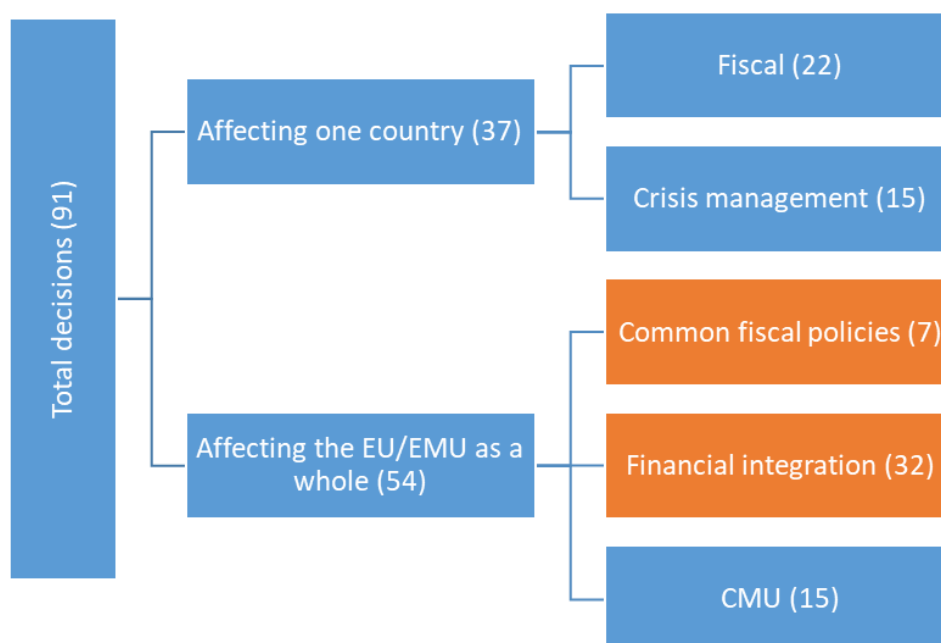 Total decisions (91)
Affecting one country (37)
Fiscal (22)
Crisis management (15)
Affecting the EU/EMU as a
whole (54)
Common fiscal policies (7)
Financial integration (32)
CMU (15)